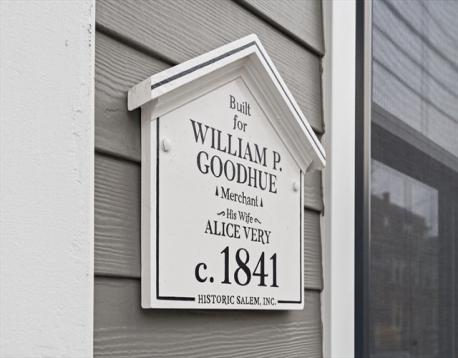 Built
for
WILLIAM P.
GOODHUE
Merchant
His Wife
ALICE VERY
c. 1841
HISTORIC SALEM, INC.